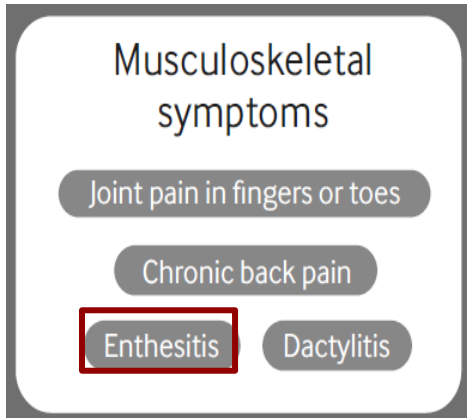 Musculoskeletal
symptoms
Joint pain in fingers or toes
Chronic back pain
Enthesitis Dactylitis